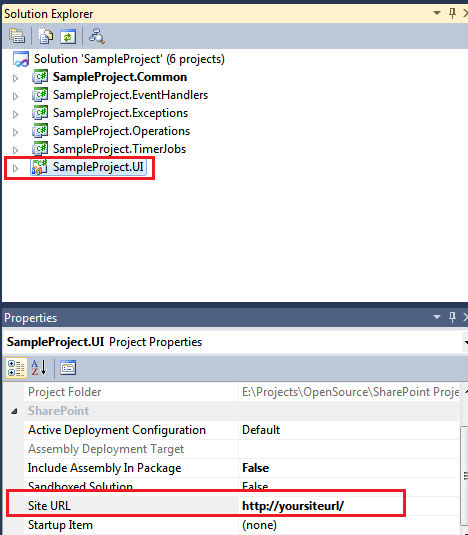 Solution Explorer
Solution 'SampleProject' (6 projects)
SampleProject.Common
SampleProject.EventHandlers
SampleProject.Exceptions
SampleProject.Operations
SampleProject.TimerJobs
SampleProject.UI
Properties
SampleProject.UI Project Properties
Project Folder E:\Projects\OpenSource\SharePoint Proje
SharePoint
Active Deployment Configuration Default
Assembly Deployment Target
Include Assembly In Package False
Sandboxed Solution False
Site URL http://yoursiteurl/
Startup Item (none)